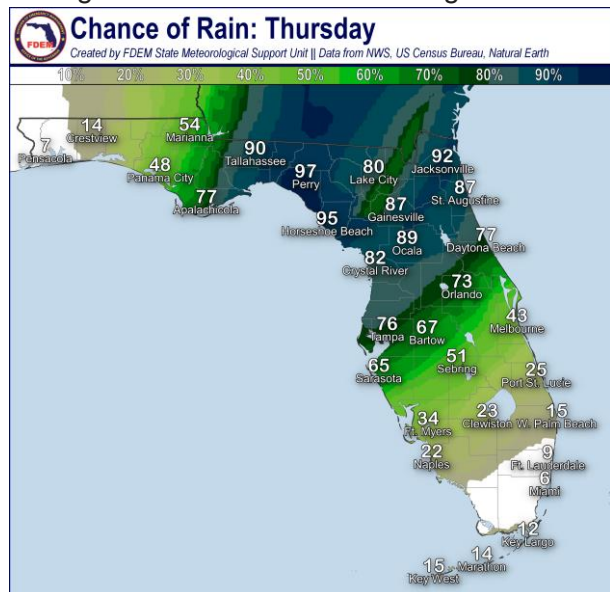 FDEM
Chance of Rain: Thursday
Created by FDEM State Meteorological Support Unit || Data from NWS, US Census Bureau, Natural Earth
10% 20% 30% 40% 50% 60% 70% 80% 90%
7
Pensacola
14
Crestview
54
Marianna
48
Panama City
77
Apalachicola
90
Tallahassee
97
Perry
80
Lake City
92
Jacksonville
87
St. Augustine
87
Gainesville
95
Horseshoe Beach
89
Ocala
77
Daytona Beach
82
Crystal River
73
Orlando
43
Melbourne
76
Tampa
67
Bartow
65
Sarasota
51
Sebring
25
Port St. Lucie
34
Ft. Myers
23
Clewiston
15
W. Palm Beach
22
Naples
9
Ft. Lauderdale
6
Miami
12
Key Largo
14
Marathon
15
Key West